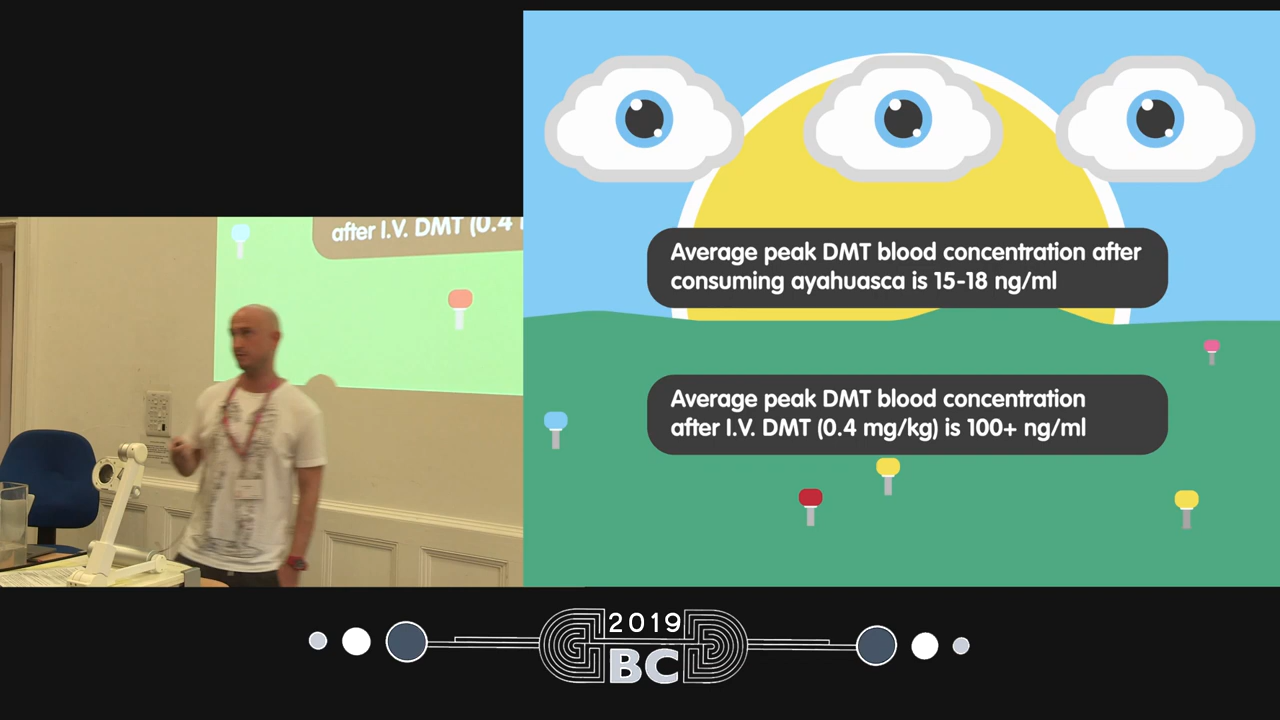 after I.V. DMT (0.4
Average peak DMT blood concentration after
consuming ayahuasca is 15-18 ng/ml
Average peak DMT blood concentration
after I.V. DMT (0.4 mg/kg) is 100+ ng/ml
2019
BC